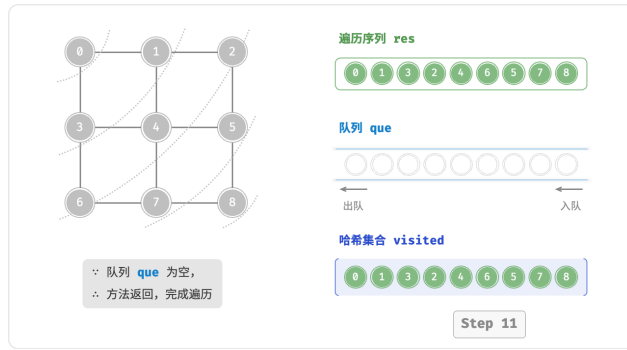 0 1 2
3 4 5
6 7 8
∵ 队列 que 为空，
∴ 方法返回，完成遍历
遍历序列 res
0 1 3 2 4 6 5 7 8
队列 que
出队 入队
哈希集合 visited
0 1 3 2 4 6 5 7 8
Step 11